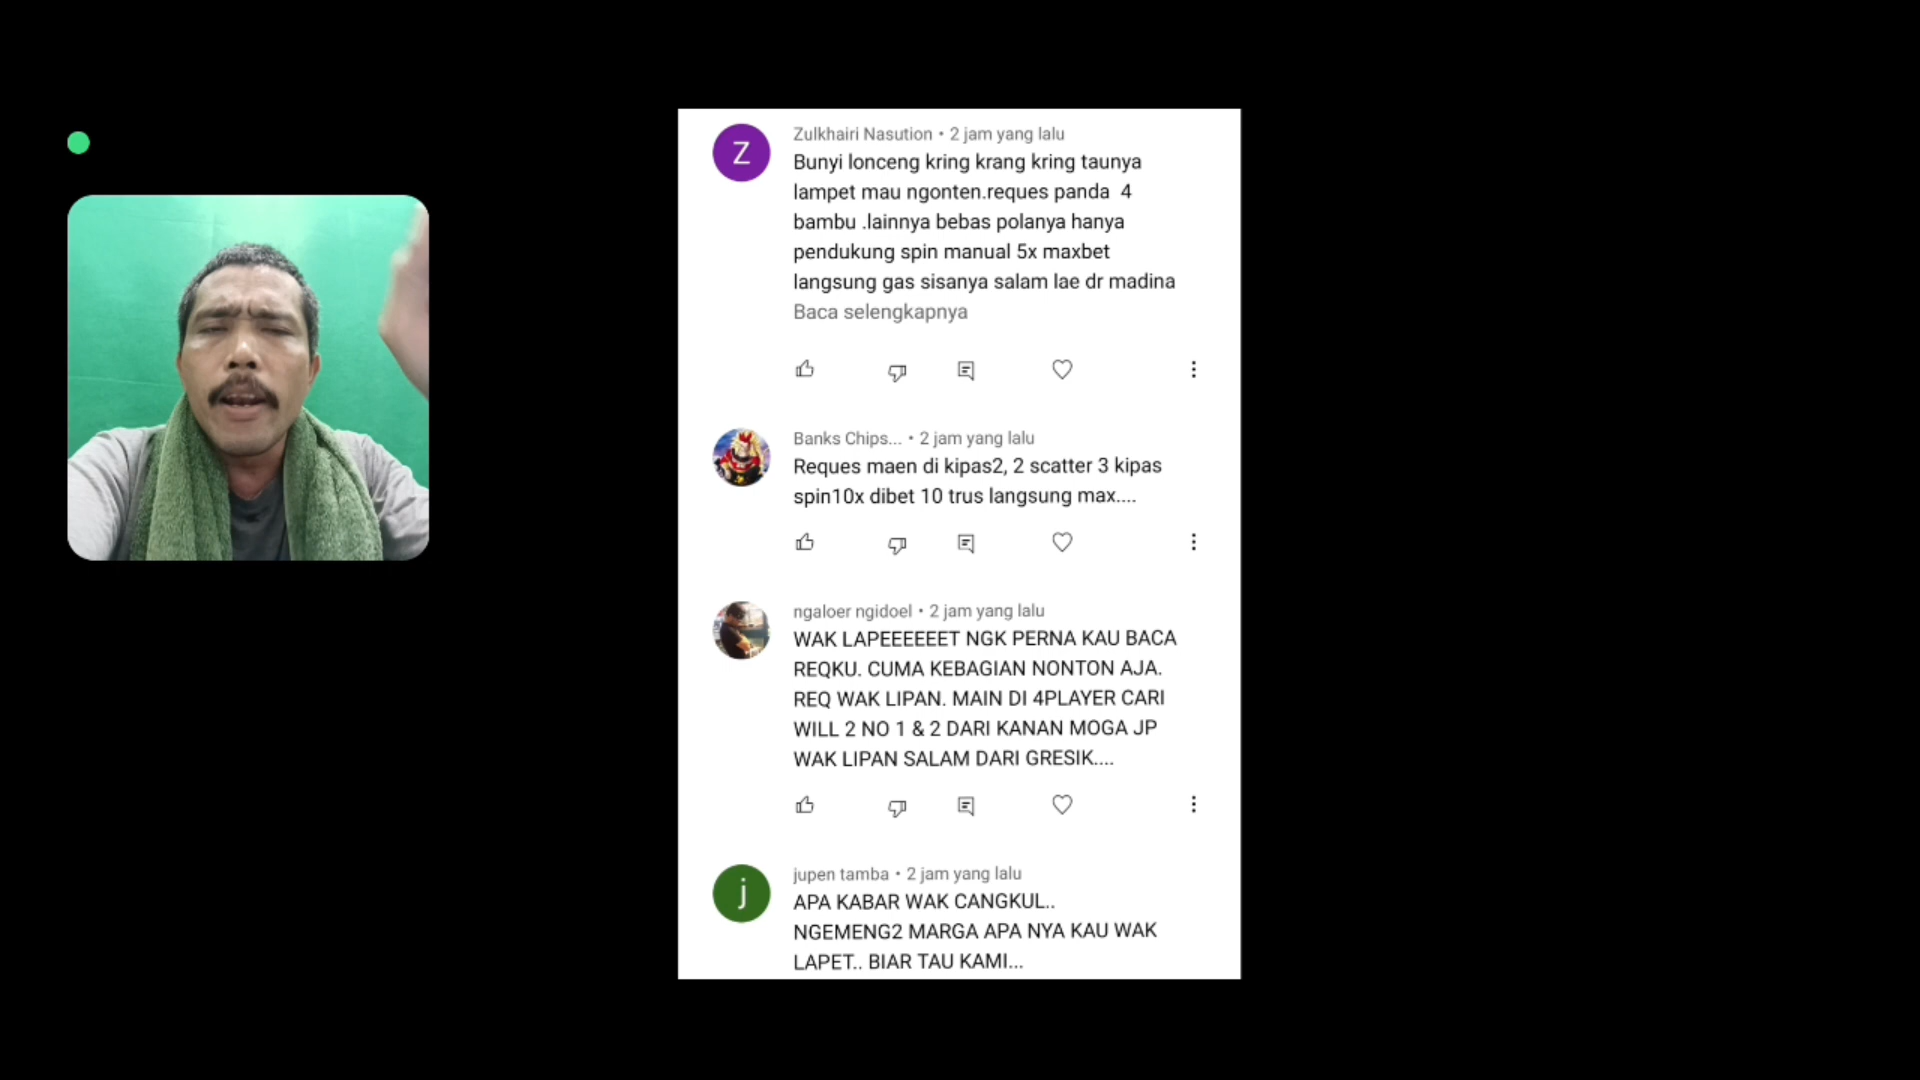 Z
Zulkhairi Nasution • 2 jam yang lalu
Bunyi lonceng kring krang kring taunya
lampet mau ngonten.reques panda  4
bambu .lainnya bebas polanya hanya
pendukung spin manual 5x maxbet
langsung gas sisanya salam lae dr madina
Baca selengkapnya
Banks Chips... • 2 jam yang lalu
Reques maen di kipas2, 2 scatter 3 kipas
spin10x dibet 10 trus langsung max....
ngaloer ngidoel • 2 jam yang lalu
WAK LAPEEEEEEET NGK PERNA KAU BACA
REQKU. CUMA KEBAGIAN NONTON AJA.
REQ WAK LIPAN. MAIN DI 4PLAYER CARI
WILL 2 NO 1 & 2 DARI KANAN MOGA JP
WAK LIPAN SALAM DARI GRESIK....
j
jupen tamba • 2 jam yang lalu
APA KABAR WAK CANGKUL..
NGEMENG2 MARGA APA NYA KAU WAK
LAPET.. BIAR TAU KAMI...